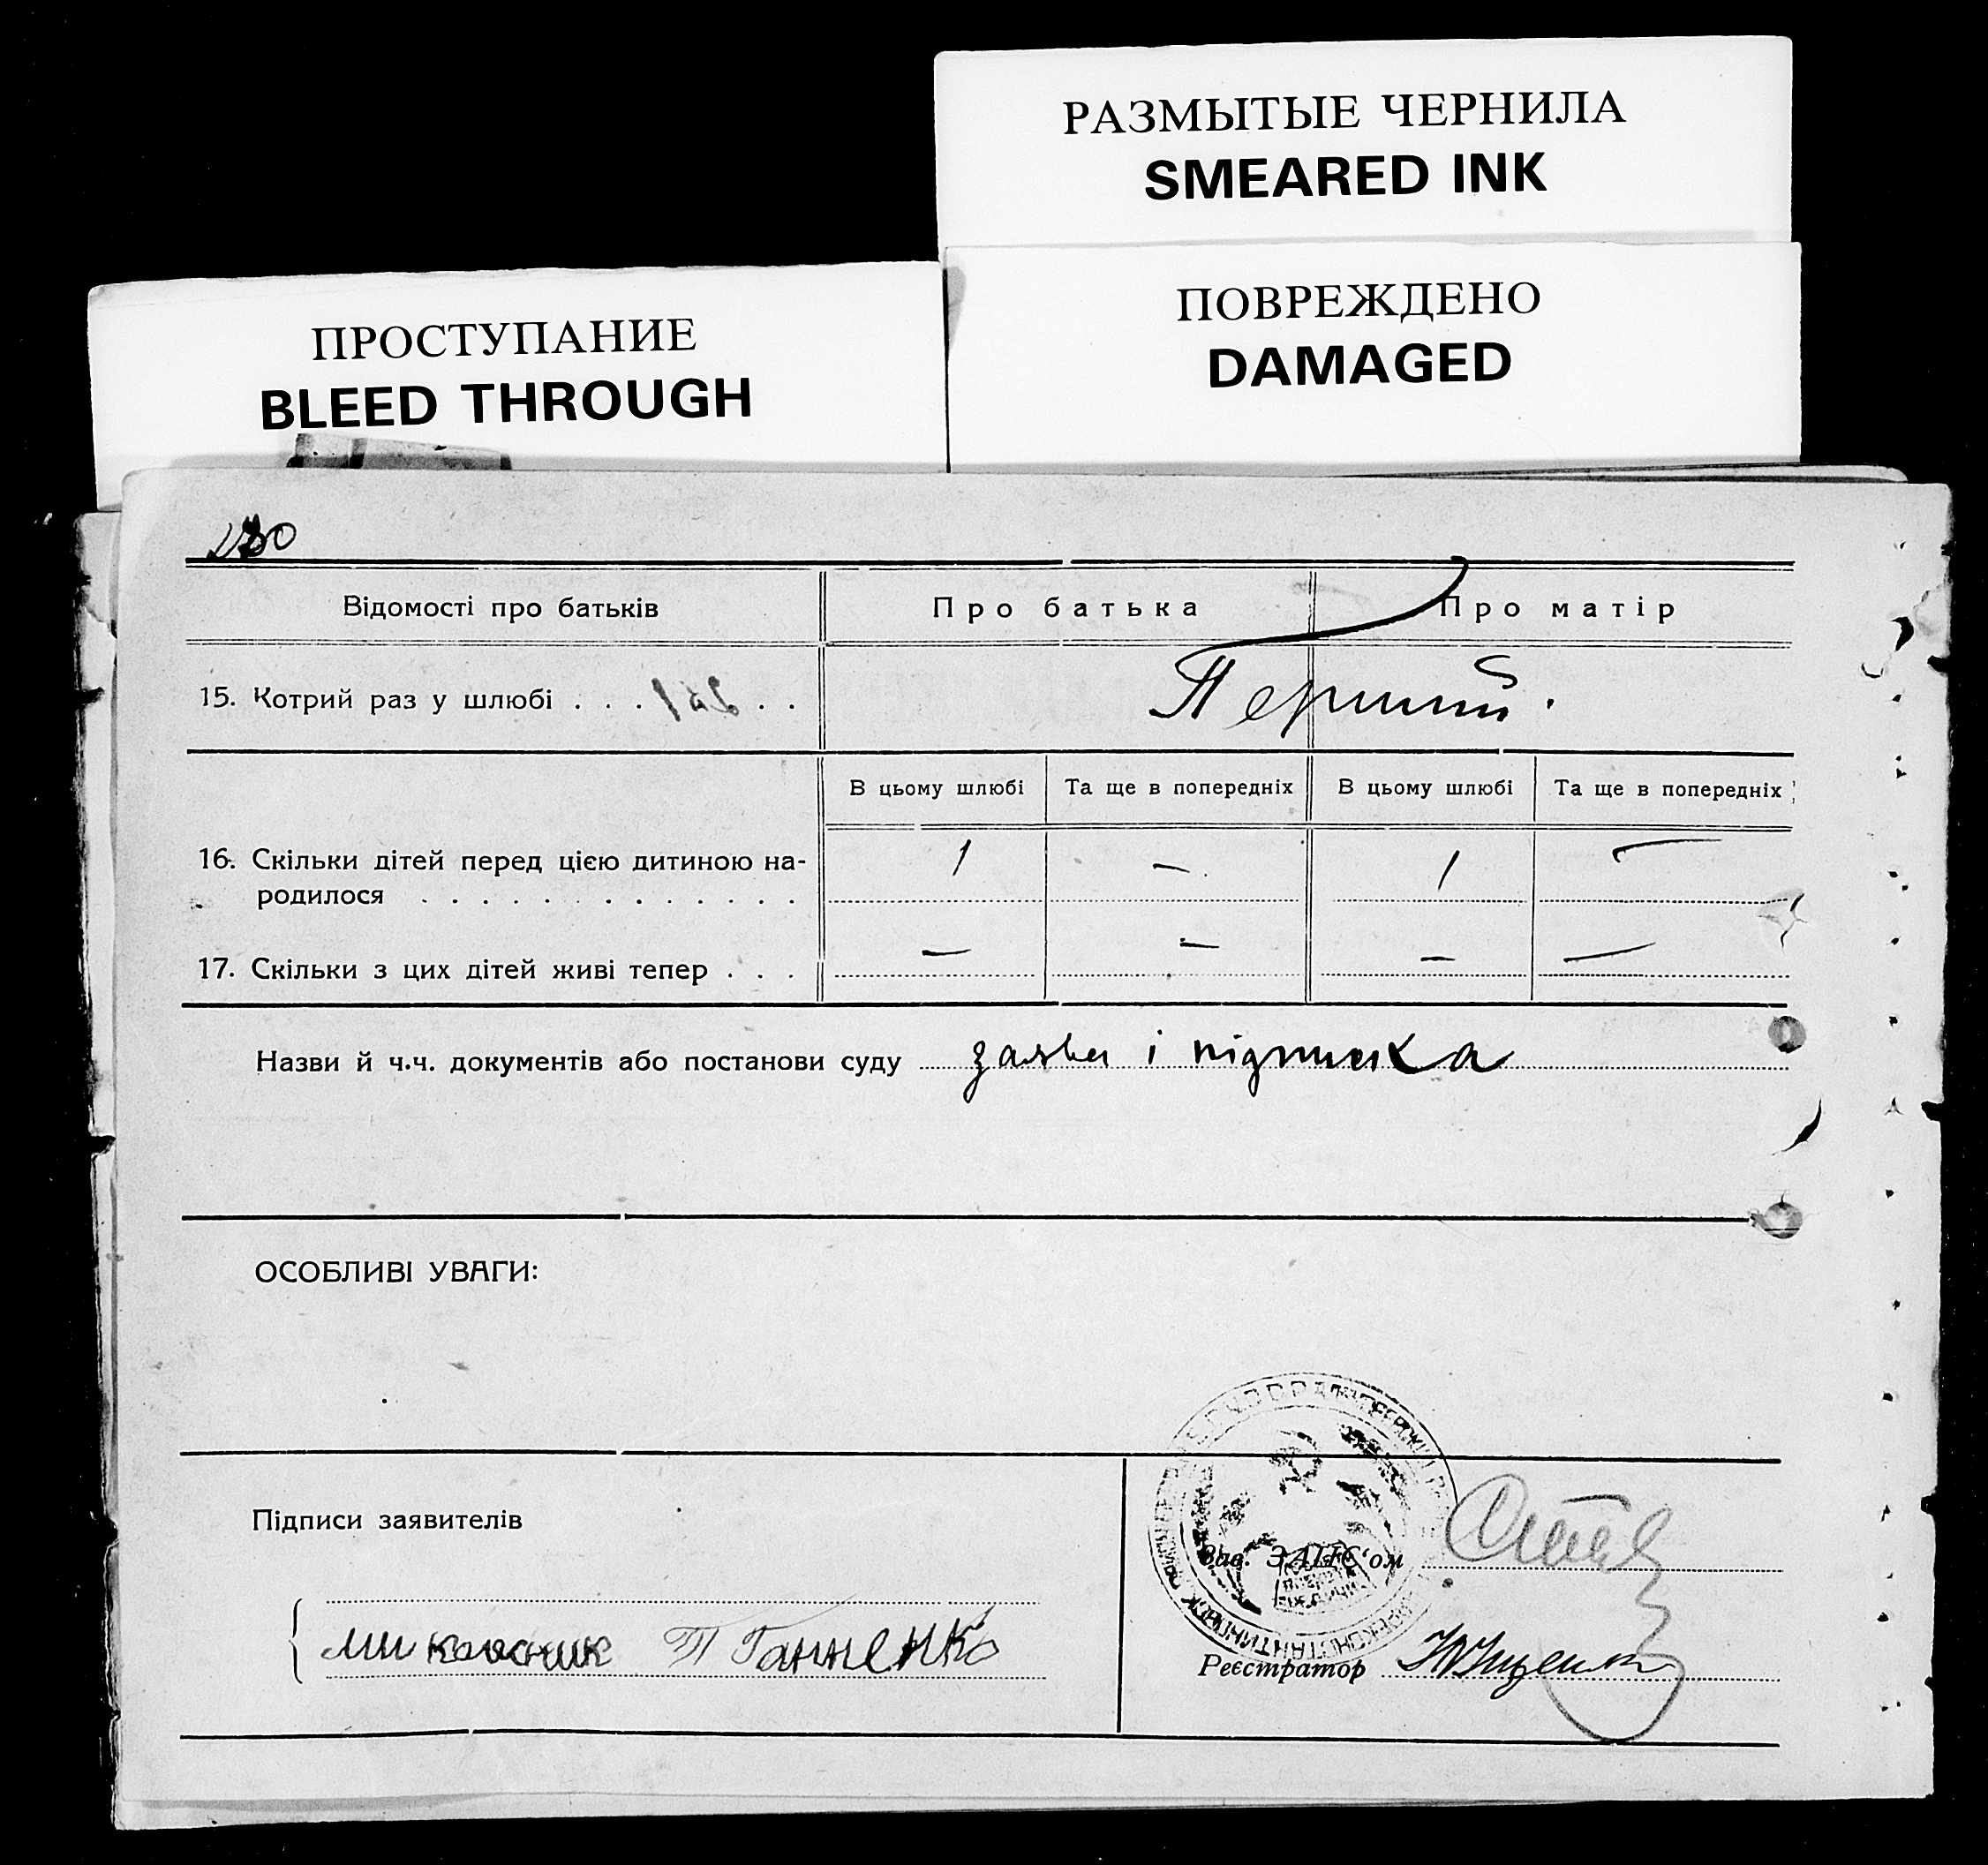 РАЗМЫТЫЕ ЧЕРНИЛА
SMEARED INK
ПРОСТУПАНИЕ
BLEED THROUGH
ПОВРЕЖДЕНО
DAMAGED
Відомості про батьків
Про батька
Про матір
15. Котрий раз у шлюбі . . . . .
Перший.
В цьому шлюбі
Та ще в попередніх
В цьому шлюбі
Та ще в попередніх
16. Скільки дітей перед цією дитиною на-
родилося . . . . . . . . . . . . .
1 — 1 —
17. Скільки з цих дітей живі тепер . . .
— — — —
Назви й ч.ч. документів або постанови суду заява і підписка
ОСОБЛИВІ УВАГИ:
Підписи заявителів
Зав. ЗАГС‘ом
Т Ганненко
Реєстратор